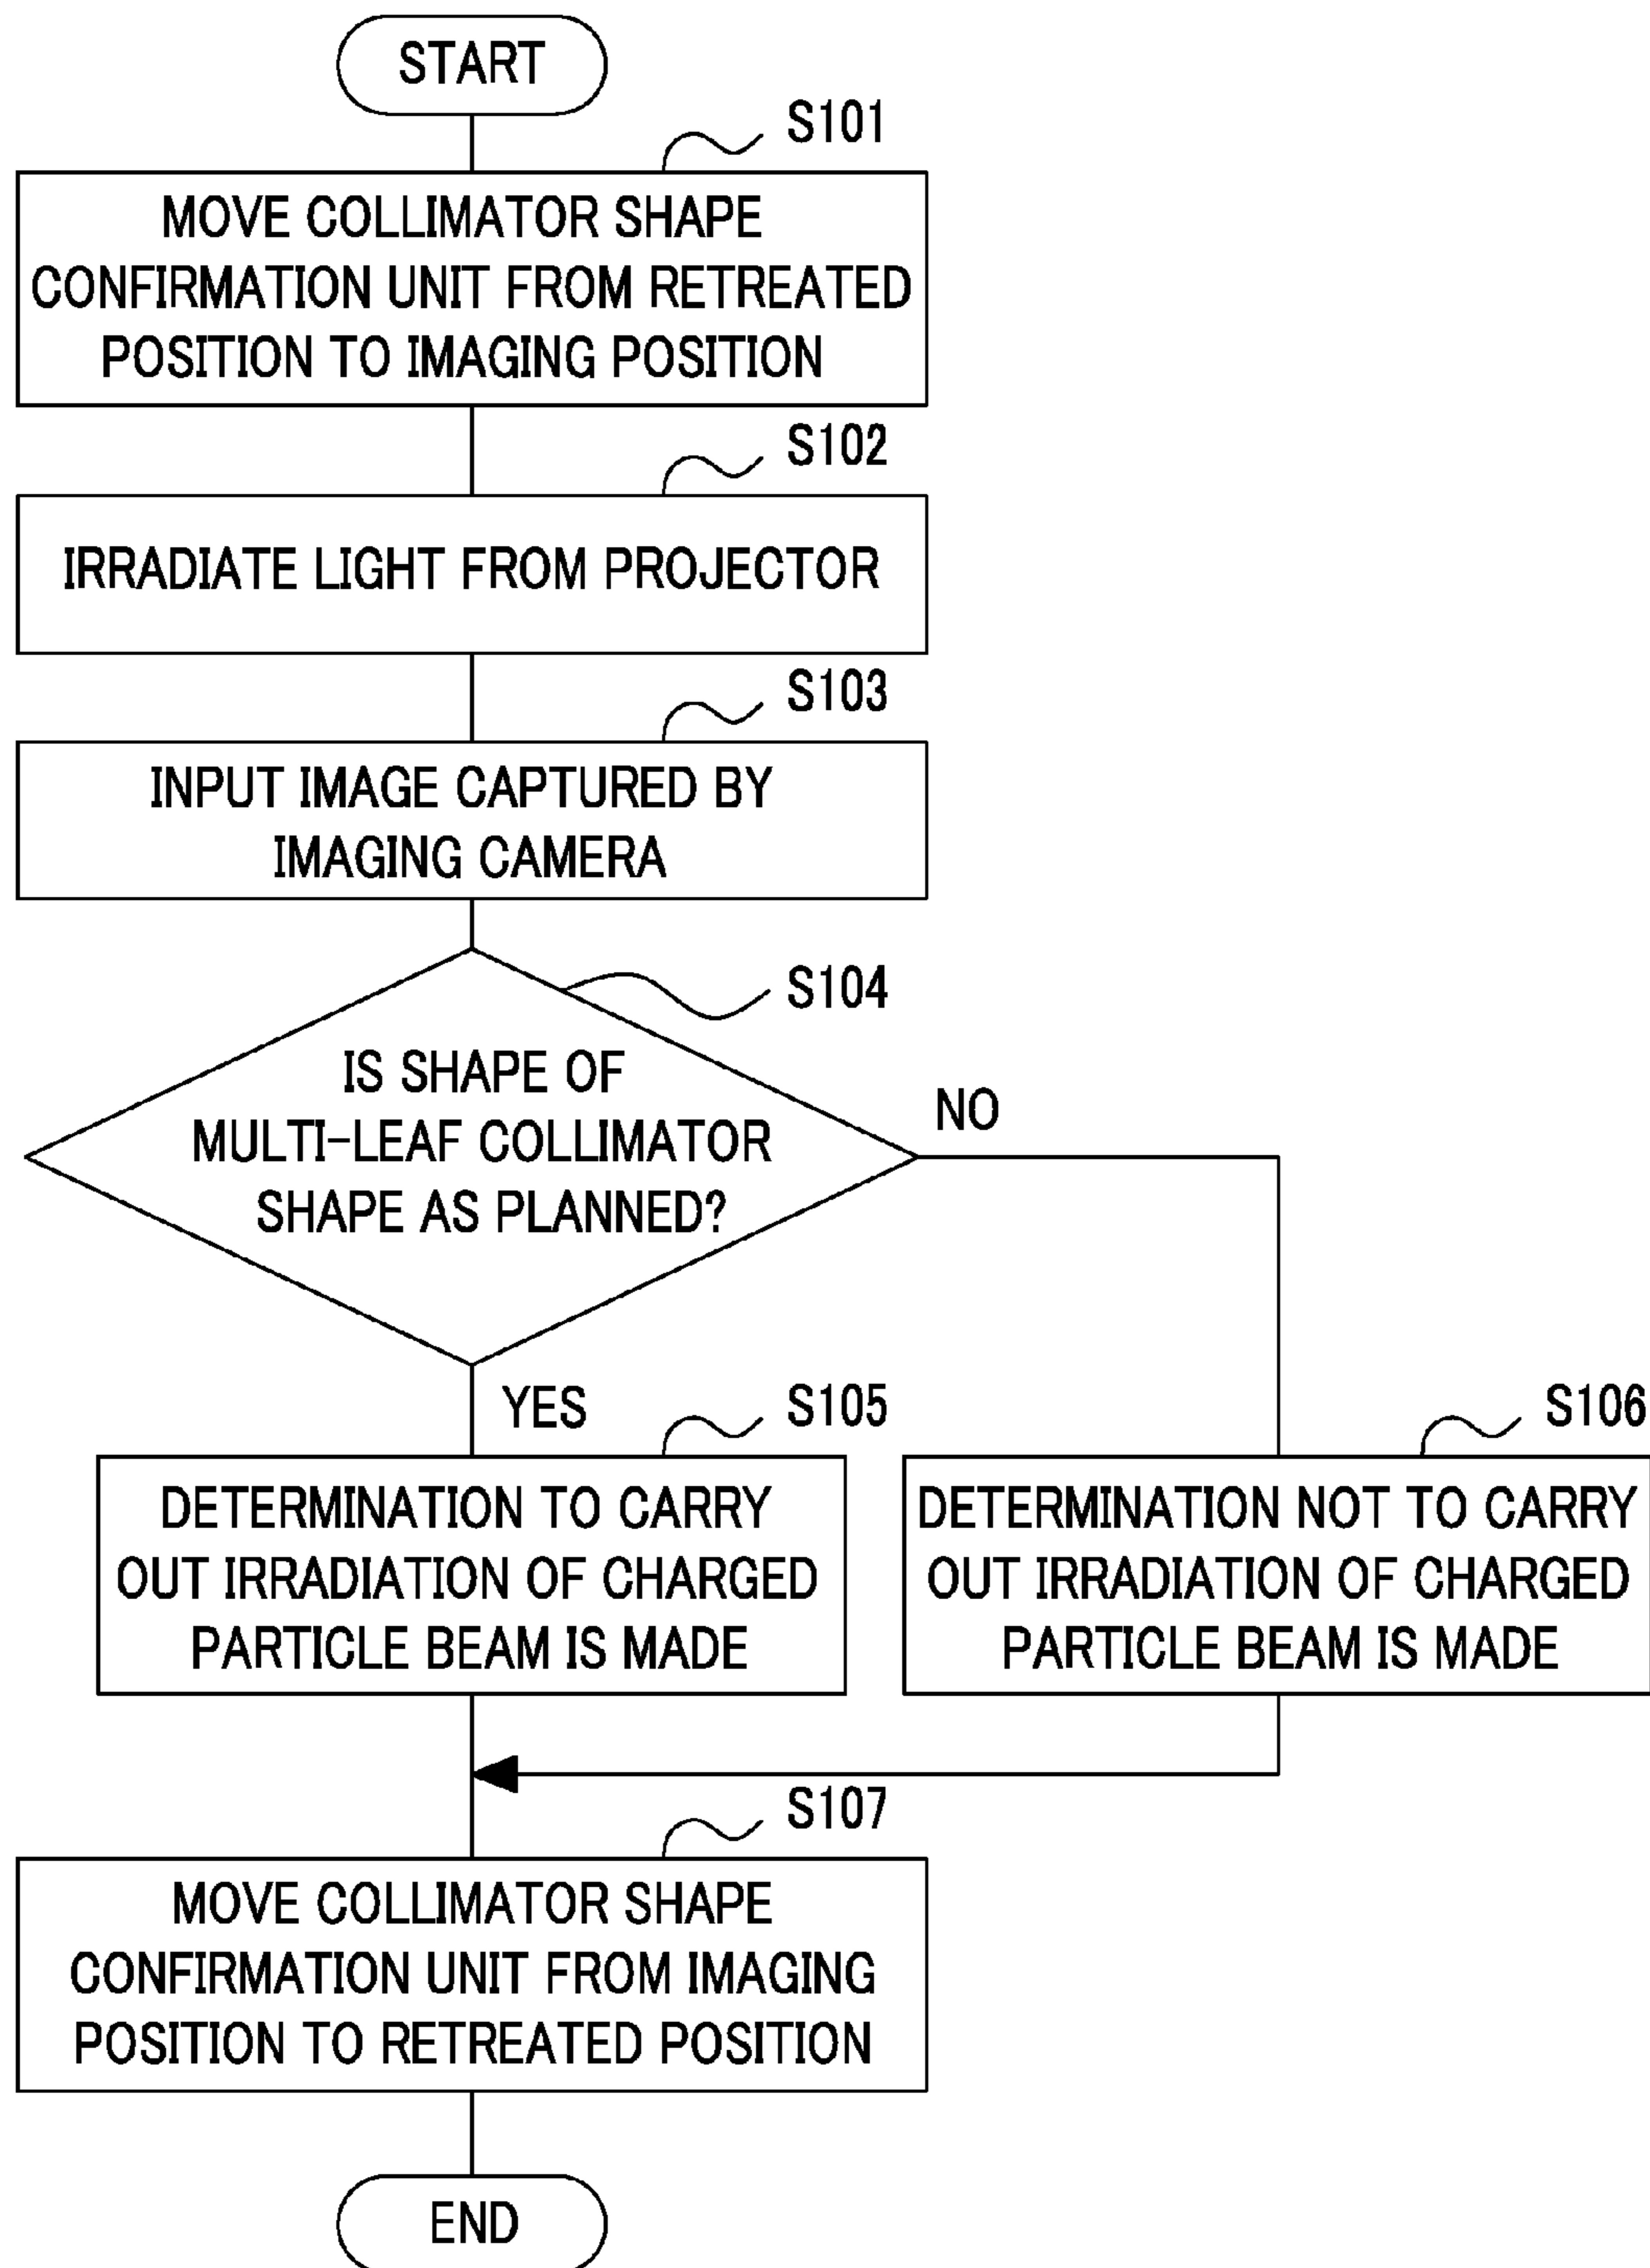 START
S101
MOVE COLLIMATOR SHAPE
CONFIRMATION UNIT FROM RETREATED
POSITION TO IMAGING POSITION
S102
IRRADIATE LIGHT FROM PROJECTOR
S103
INPUT IMAGE CAPTURED BY
IMAGING CAMERA
S104
IS SHAPE OF
MULTI-LEAF COLLIMATOR
SHAPE AS PLANNED?
NO
YES
S105
DETERMINATION TO CARRY
OUT IRRADIATION OF CHARGED
PARTICLE BEAM IS MADE
S106
DETERMINATION NOT TO CARRY
OUT IRRADIATION OF CHARGED
PARTICLE BEAM IS MADE
S107
MOVE COLLIMATOR SHAPE
CONFIRMATION UNIT FROM IMAGING
POSITION TO RETREATED POSITION
END